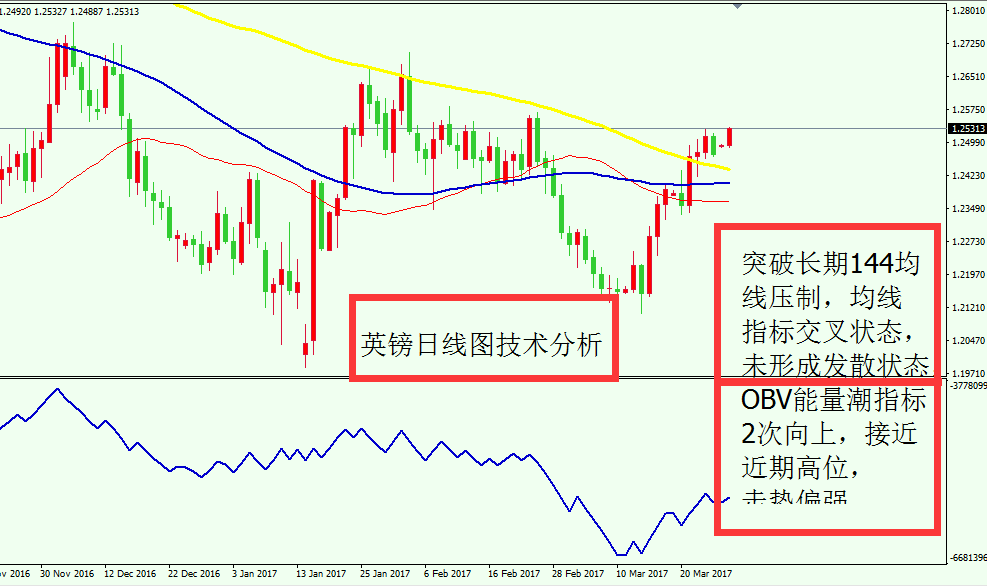 1.24920 1.25327 1.24887 1.25313
1.28010
1.27250
1.26510
1.25750
1.25313
1.24990
1.24230
1.23490
1.22730
1.21970
1.21210
1.20470
1.19710
英镑日线图技术分析
突破长期144均
线压制，均线
指标交叉状态，
未形成发散状态
OBV能量潮指标
2次向上，接近
近期高位，
走势偏强
-3778099
-6681396
ov 2016 30 Nov 2016 12 Dec 2016 22 Dec 2016 3 Jan 2017 13 Jan 2017 25 Jan 2017 6 Feb 2017 16 Feb 2017 28 Feb 2017 10 Mar 2017 20 Mar 2017